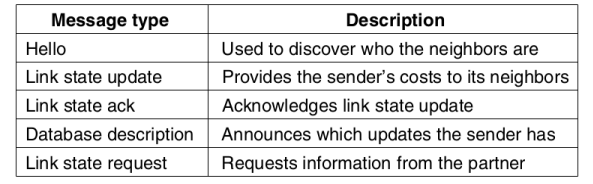 Message type Description
Hello Used to discover who the neighbors are
Link state update Provides the sender's costs to its neighbors
Link state ack Acknowledges link state update
Database description Announces which updates the sender has
Link state request Requests information from the partner